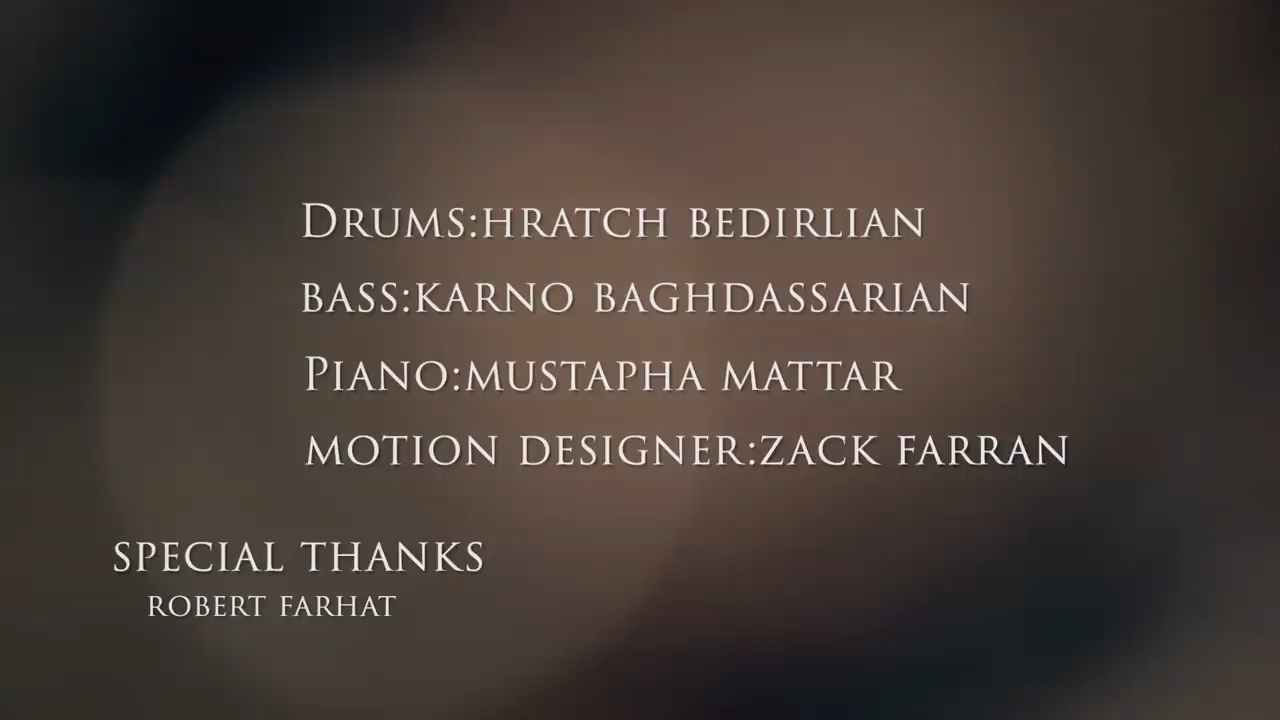 DRUMS:HRATCH BEDIRLIAN
BASS:KARNO BAGHDASSARIAN
PIANO:MUSTAPHA MATTAR
MOTION DESIGNER:ZACK FARRAN
SPECIAL THANKS
ROBERT FARHAT